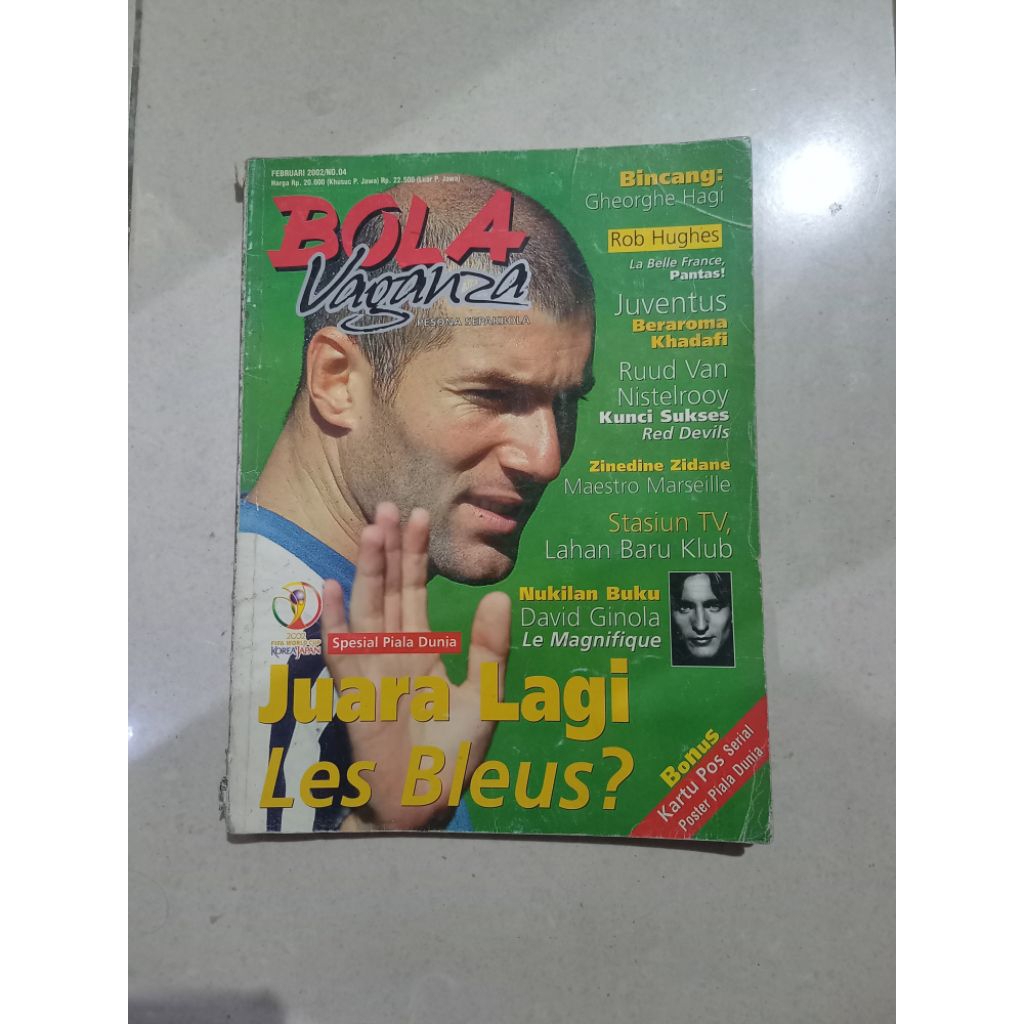 FEBRUARI 2002/NO.04
Harga Rp. 20.000 (Khusus P. Jawa) Rp. 22.500 (Luar P. Jawa)
BOLA
Vaganza
PESONA SEPAKBOLA
Bincang:
Gheorghe Hagi
Rob Hughes
La Belle France,
Pantas!
Juventus
Beraroma
Khadafi
Ruud Van
Nistelrooy
Kunci Sukses
Red Devils
Zinedine Zidane
Maestro Marseille
Stasiun TV,
Lahan Baru Klub
Nukilan Buku
David Ginola
Le Magnifique
2002
FIFA WORLD CUP
KOREA JAPAN
Spesial Piala Dunia
Juara Lagi
Les Bleus?
Bonus
Kartu Pos Serial
Poster Piala Dunia